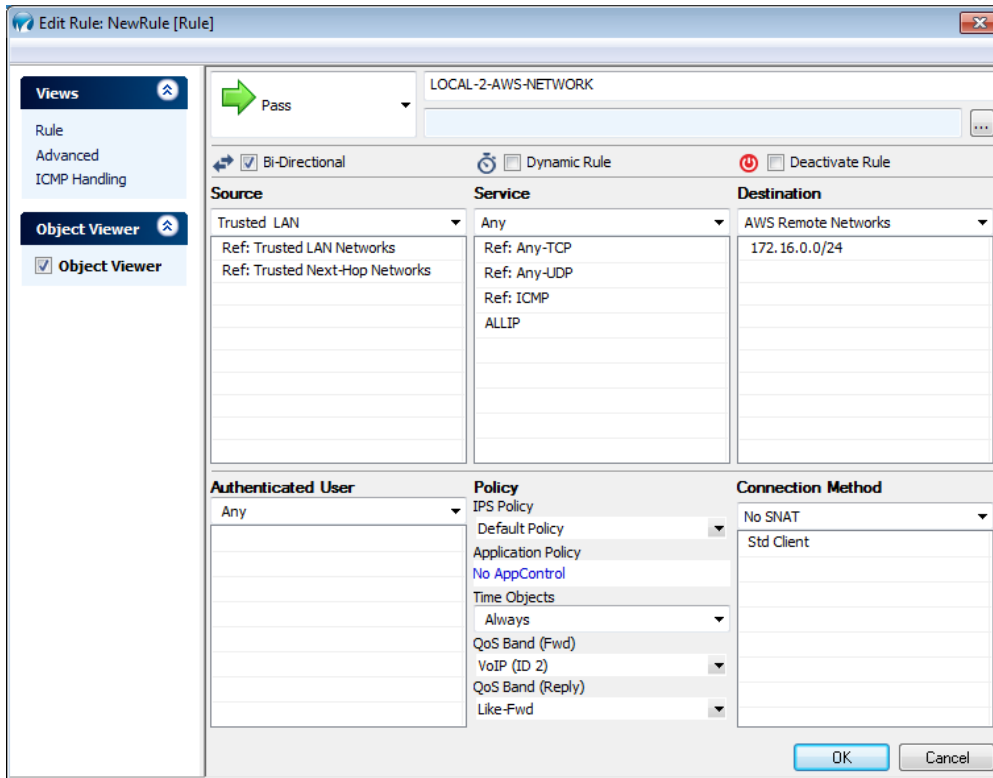 Edit Rule: NewRule [Rule]
Views
Rule
Advanced
ICMP Handling
Object Viewer
Object Viewer
Pass
LOCAL-2-AWS-NETWORK
...
Bi-Directional
Dynamic Rule
Deactivate Rule
Source
Trusted LAN
Ref: Trusted LAN Networks
Ref: Trusted Next-Hop Networks
Service
Any
Ref: Any-TCP
Ref: Any-UDP
Ref: ICMP
ALLIP
Destination
AWS Remote Networks
172.16.0.0/24
Authenticated User
Any
Policy
IPS Policy
Default Policy
Application Policy
No AppControl
Time Objects
Always
QoS Band (Fwd)
VoIP (ID 2)
QoS Band (Reply)
Like-Fwd
Connection Method
No SNAT
Std Client
OK
Cancel